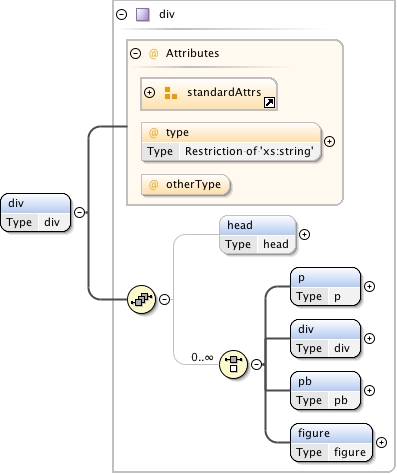 div
@ Attributes
standardAttrs
@ type
Type Restriction of 'xs:string'
@ otherType
div
Type div
head
Type head
0..∞
p
Type p
div
Type div
pb
Type pb
figure
Type figure